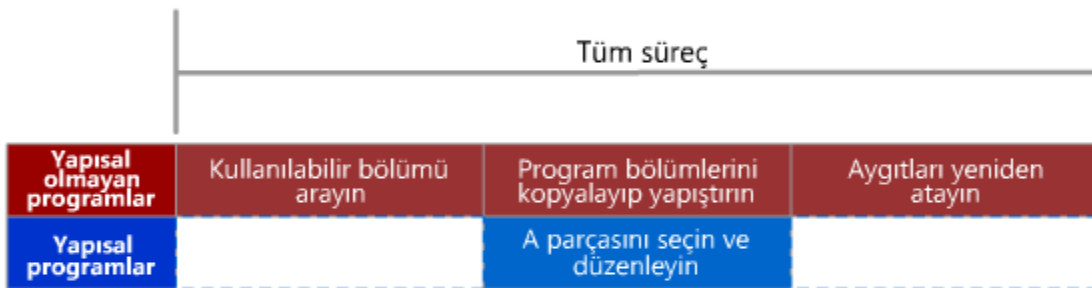 Tüm süreç
Yapısal
olmayan
programlar
Kullanılabilir bölümü
arayın
Program bölümlerini
kopyalayıp yapıştırın
Aygıtları yeniden
atayın
Yapısal
programlar
A parçasını seçin ve
düzenleyin